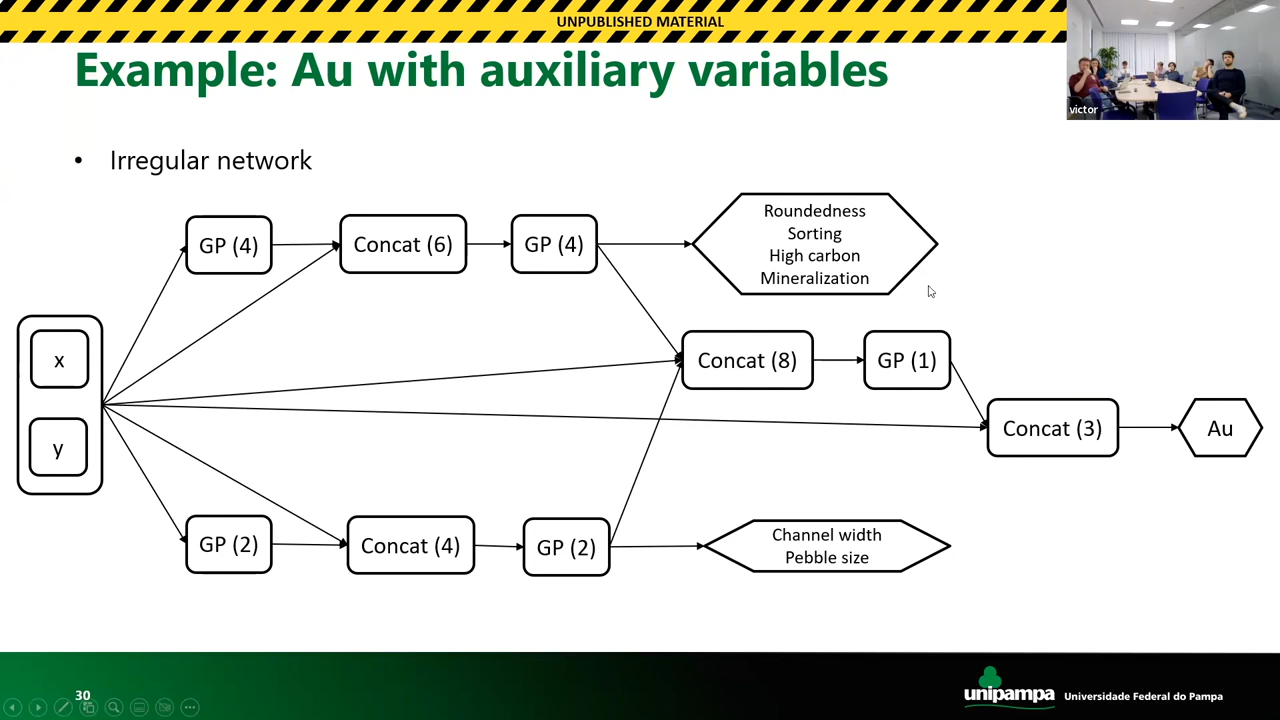 UNPUBLISHED MATERIAL
Example: Au with auxiliary variables
victor
• Irregular network
GP (4)
Concat (6)
GP (4)
Roundedness
Sorting
High carbon
Mineralization
x
y
Concat (8)
GP (1)
Concat (3)
Au
GP (2)
Concat (4)
GP (2)
Channel width
Pebble size
30
unipampa
Universidade Federal do Pampa